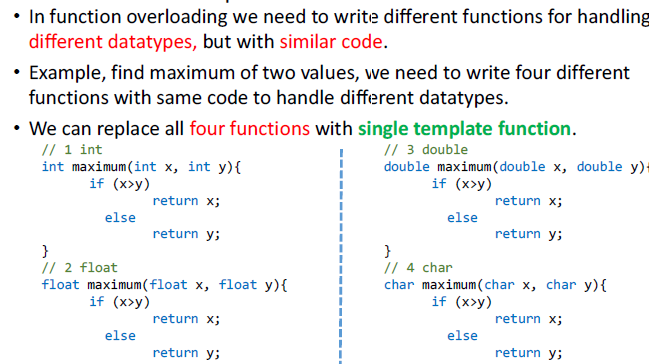 • In function overloading we need to write different functions for handling
different datatypes, but with similar code.
• Example, find maximum of two values, we need to write four different
functions with same code to handle different datatypes.
• We can replace all four functions with single template function.
// 1 int
int maximum(int x, int y){
if (x>y)
return x;
else
return y;
}
// 2 float
float maximum(float x, float y){
if (x>y)
return x;
else
return y;
// 3 double
double maximum(double x, double y){
if (x>y)
return x;
else
return y;
}
// 4 char
char maximum(char x, char y){
if (x>y)
return x;
else
return y;